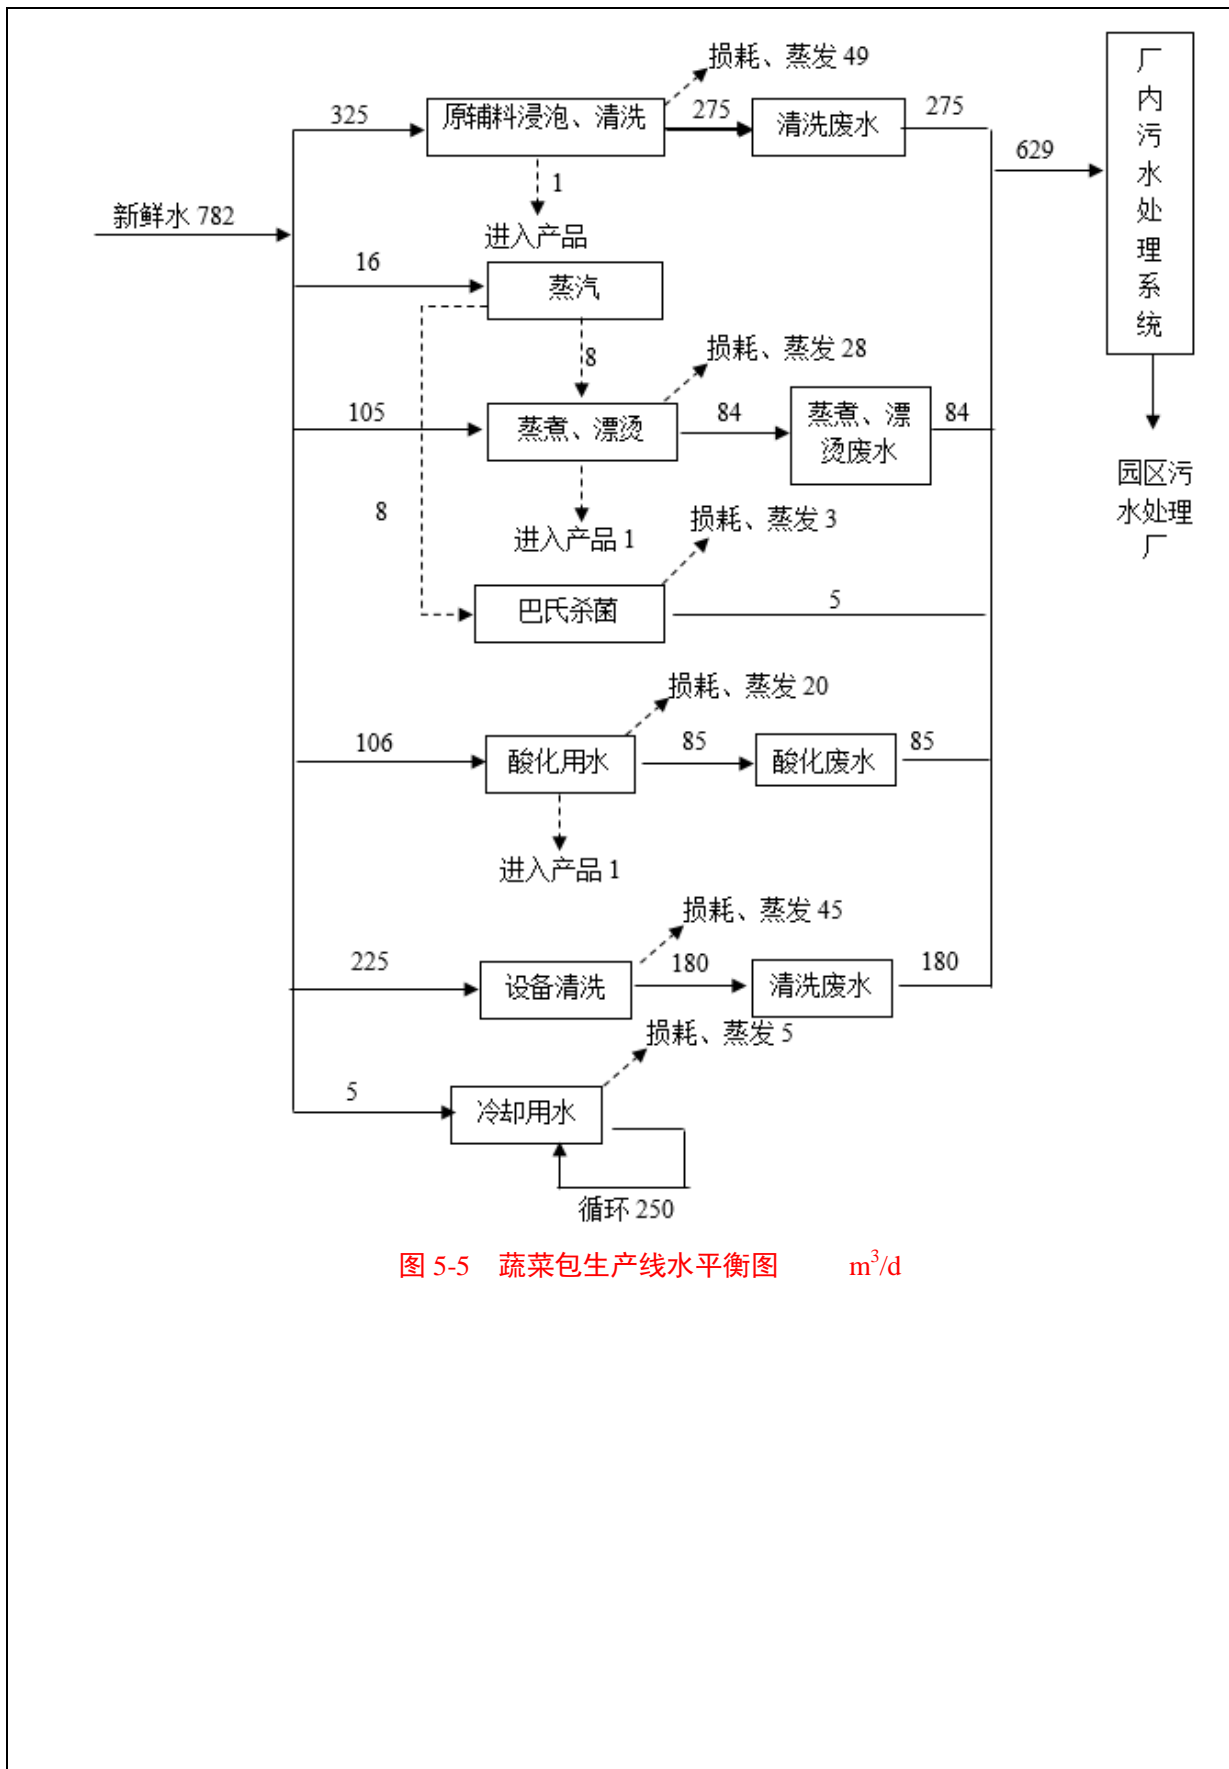 损耗、蒸发 49
325
原辅料浸泡、清洗
275
清洗废水
275
629
厂
内
污
水
处
理
系
统
1
进入产品
新鲜水 782
16
蒸汽
8
损耗、蒸发 28
105
蒸煮、漂烫
84
蒸煮、漂
烫废水
84
园区污
水处理
厂
8
进入产品 1
损耗、蒸发 3
巴氏杀菌
5
损耗、蒸发 20
106
酸化用水
85
酸化废水
85
进入产品 1
损耗、蒸发 45
225
设备清洗
180
清洗废水
180
损耗、蒸发 5
5
冷却用水
循环 250
图 5-5 蔬菜包生产线水平衡图 m³/d